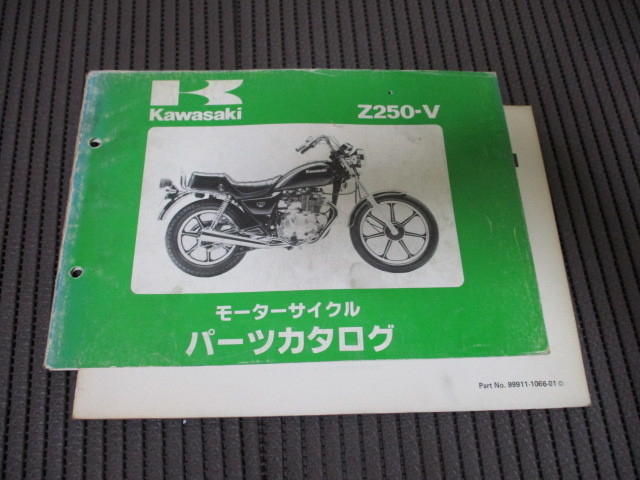 Kawasaki
Z250-V
Kawasaki
モーターサイクル
パーツカタログ
Part No. 99911-1066-01